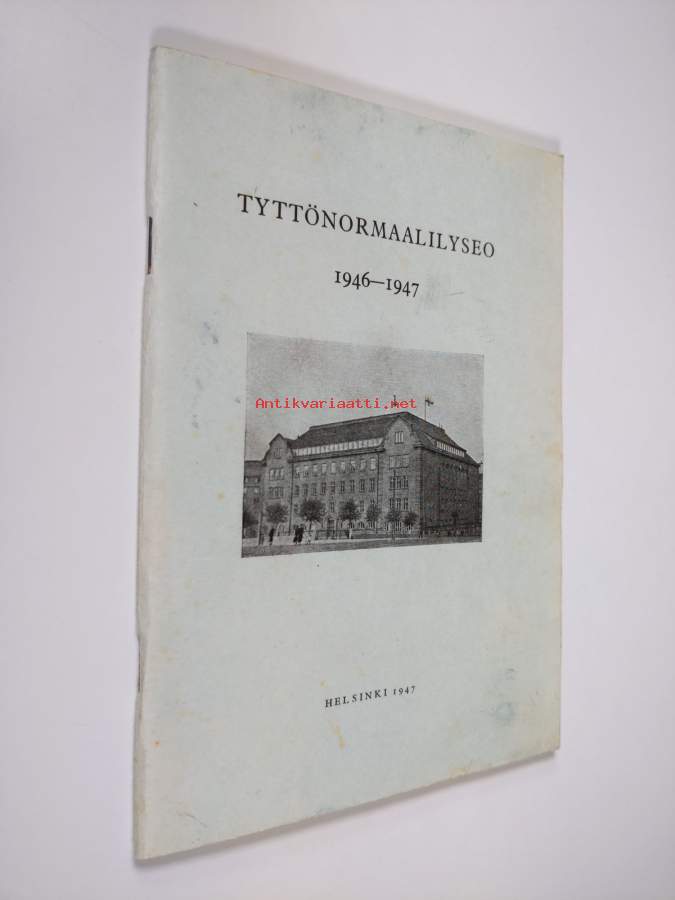 TYTTÖNORMAALILYSEO
1946—1947
Antikvariaatti.net
HELSINKI 1947